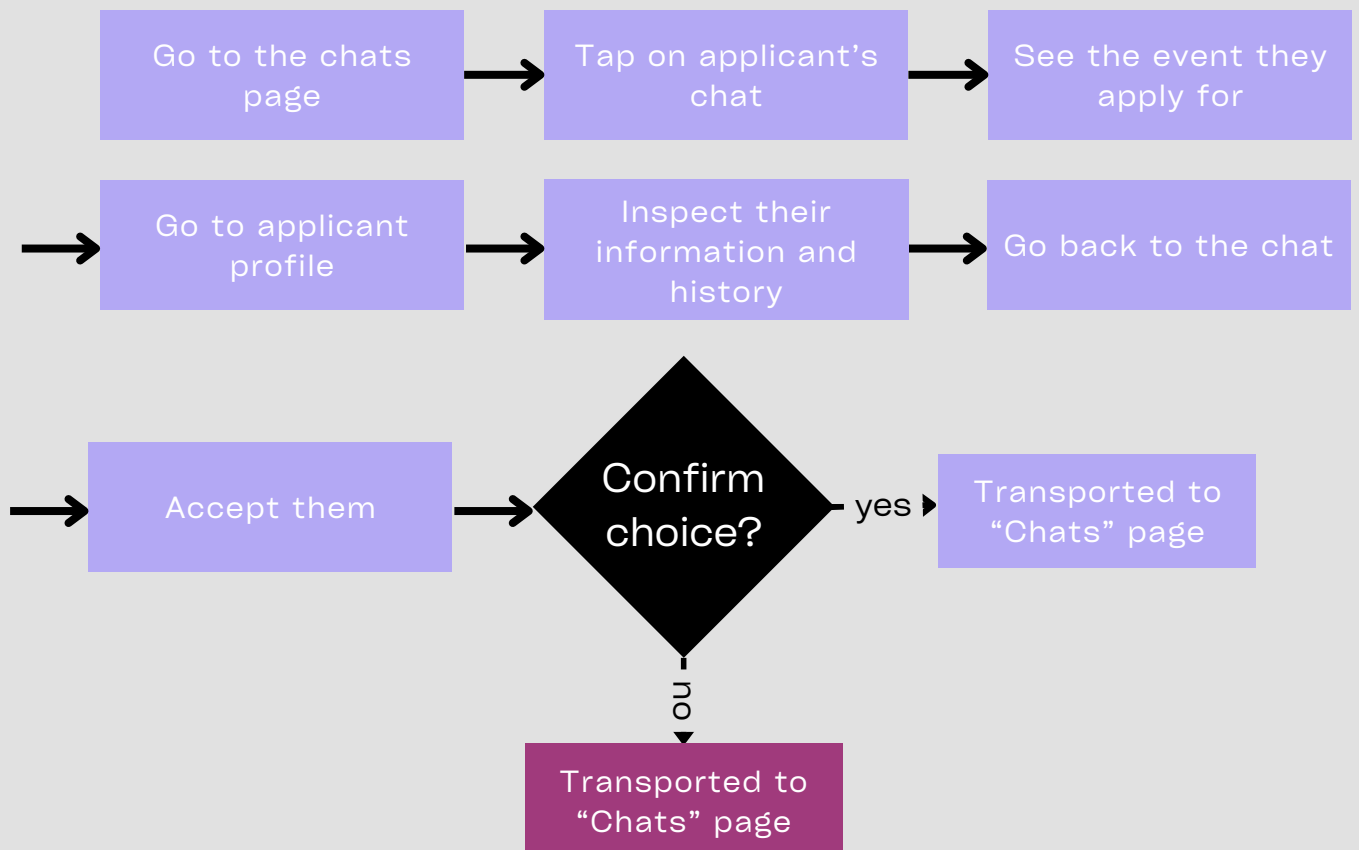 Go to the chats
page
Tap on applicant’s
chat
See the event they
apply for
Go to applicant
profile
Inspect their
information and
history
Go back to the chat
Accept them
Confirm
choice?
yes
Transported to
“Chats” page
no
Transported to
“Chats” page